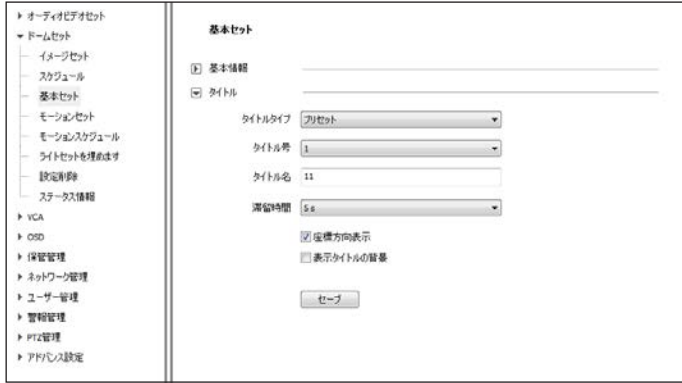 オーディオビデオセット
ドームセット
イメージセット
スケジュール
基本セット
モーションセット
モーションスケジュール
ライトセットを埋めます
設定削除
ステータス情報
VCA
OSD
保管管理
ネットワーク管理
ユーザー管理
警報管理
PTZ管理
アドバンス設定
基本セット
基本情報
タイトル
タイトルタイプ プリセット
タイトル号 1
タイトル名 11
滞留時間 5s
座標方向表示
表示タイトルの背景
セーブ